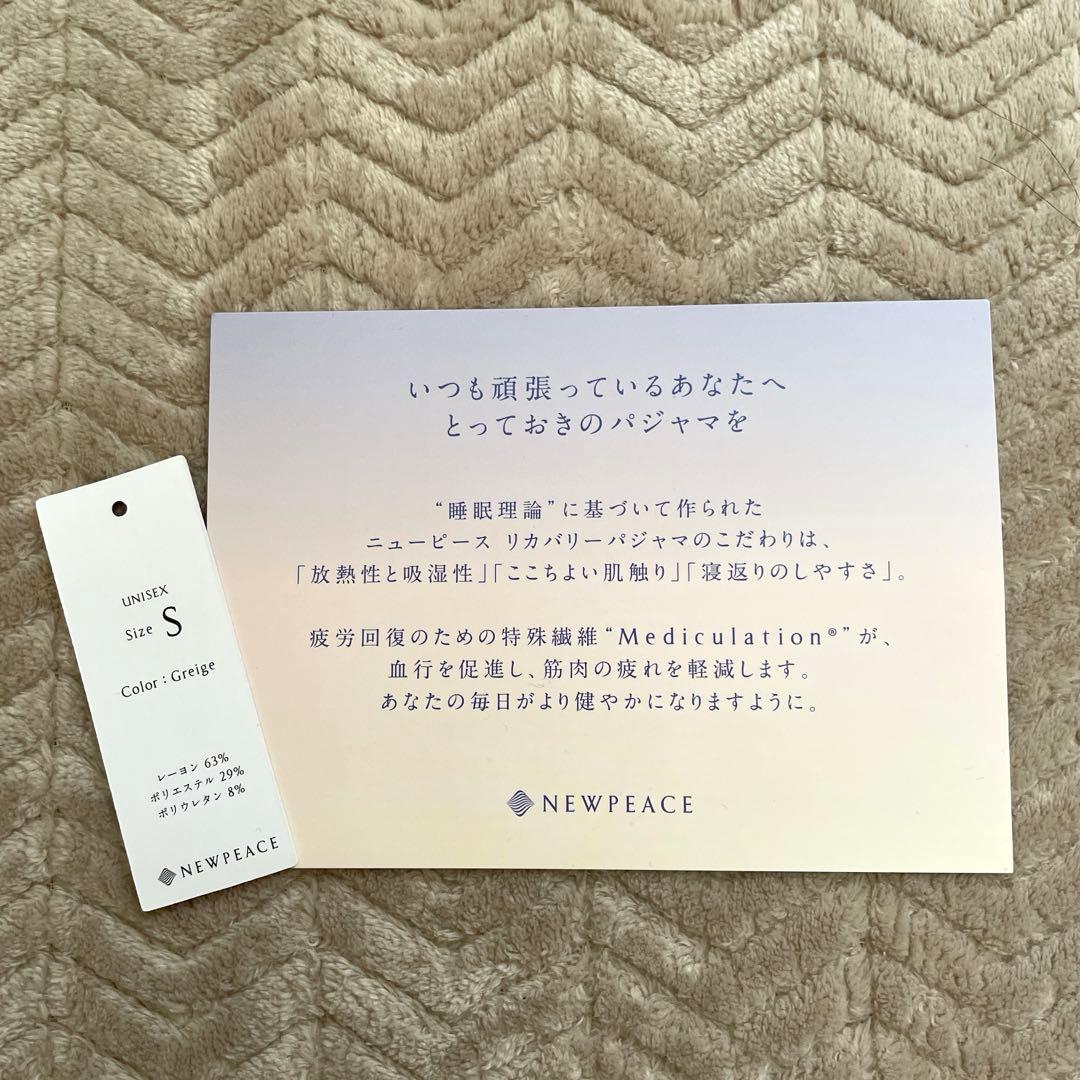 いつも頑張っているあなたへ
とっておきのパジャマを
“睡眠理論”に基づいて作られた
ニューピース リカバリーパジャマのこだわりは、
「放熱性と吸湿性」「ここちよい肌触り」「寝返りのしやすさ」。
疲労回復のための特殊繊維“Mediculation®”が、
血行を促進し、筋肉の疲れを軽減します。
あなたの毎日がより健やかになりますように。
NEWPEACE
UNISEX
Size S
Color : Greige
レーヨン 63%
ポリエステル 29%
ポリウレタン 8%
NEWPEACE